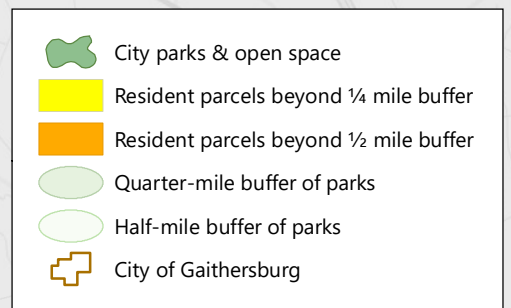 City parks & open space
Resident parcels beyond ¼ mile buffer
Resident parcels beyond ½ mile buffer
Quarter-mile buffer of parks
Half-mile buffer of parks
City of Gaithersburg